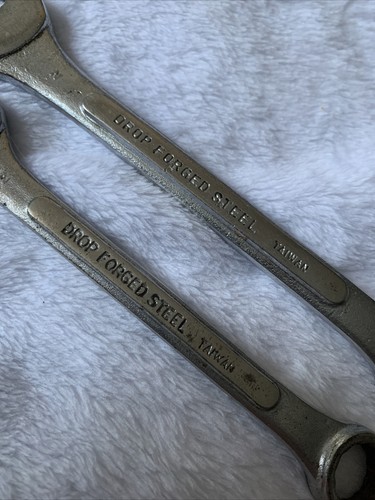 DROP FORGED STEEL TAIWAN
DROP FORGED STEEL, TAIWAN